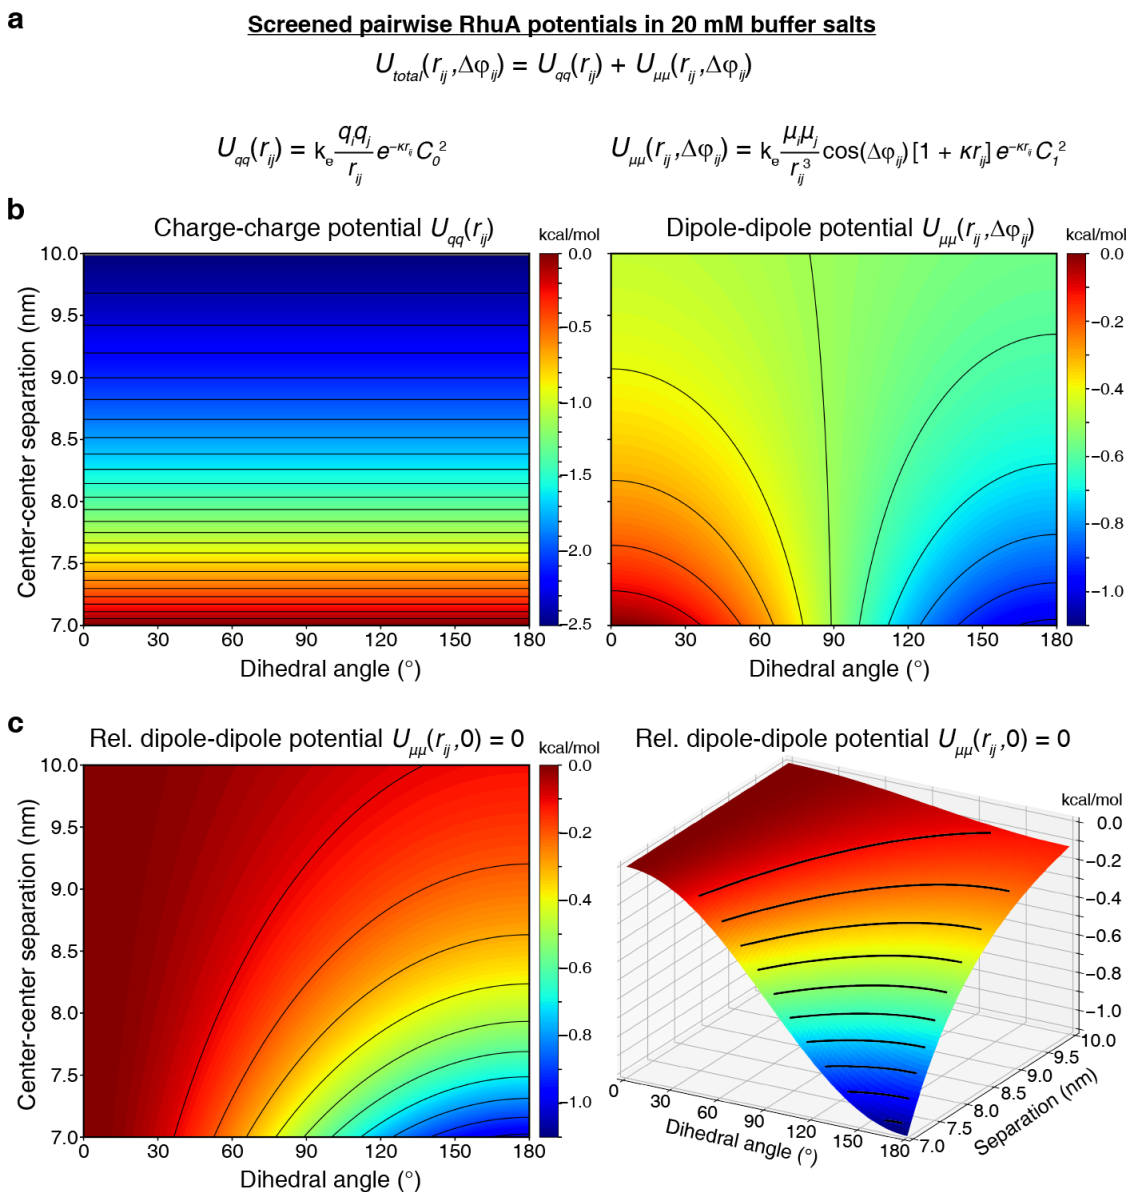 a
Screened pairwise RhuA potentials in 20 mM buffer salts
U_total(r_ij, Δφ_ij) = U_qq(r_ij) + U_μμ(r_ij, Δφ_ij)
U_qq(r_ij) = k_e q_i q_j / r_ij e^(−κr_ij) C_0^2
U_μμ(r_ij, Δφ_ij) = k_e μ_i μ_j / r_ij^3 cos(Δφ_ij) [1 + κr_ij] e^(−κr_ij) C_1^2
b
Charge-charge potential U_qq(r_ij)
kcal/mol
Center-center separation (nm)
10.0
9.5
9.0
8.5
8.0
7.5
7.0
0 30 60 90 120 150 180
Dihedral angle (°)
0.0
−0.5
−1.0
−1.5
−2.0
−2.5
Dipole-dipole potential U_μμ(r_ij, Δφ_ij)
kcal/mol
0 30 60 90 120 150 180
Dihedral angle (°)
0.0
−0.2
−0.4
−0.6
−0.8
−1.0
c
Rel. dipole-dipole potential U_μμ(r_ij, 0) = 0
kcal/mol
Center-center separation (nm)
10.0
9.5
9.0
8.5
8.0
7.5
7.0
0 30 60 90 120 150 180
Dihedral angle (°)
0.0
−0.2
−0.4
−0.6
−0.8
−1.0
Rel. dipole-dipole potential U_μμ(r_ij, 0) = 0
kcal/mol
0.0
−0.2
−0.4
−0.6
−0.8
−1.0
10.0
9.5
9.0
8.5
8.0
7.5
7.0
Separation (nm)
0 30 60 90 120 150 180
Dihedral angle (°)